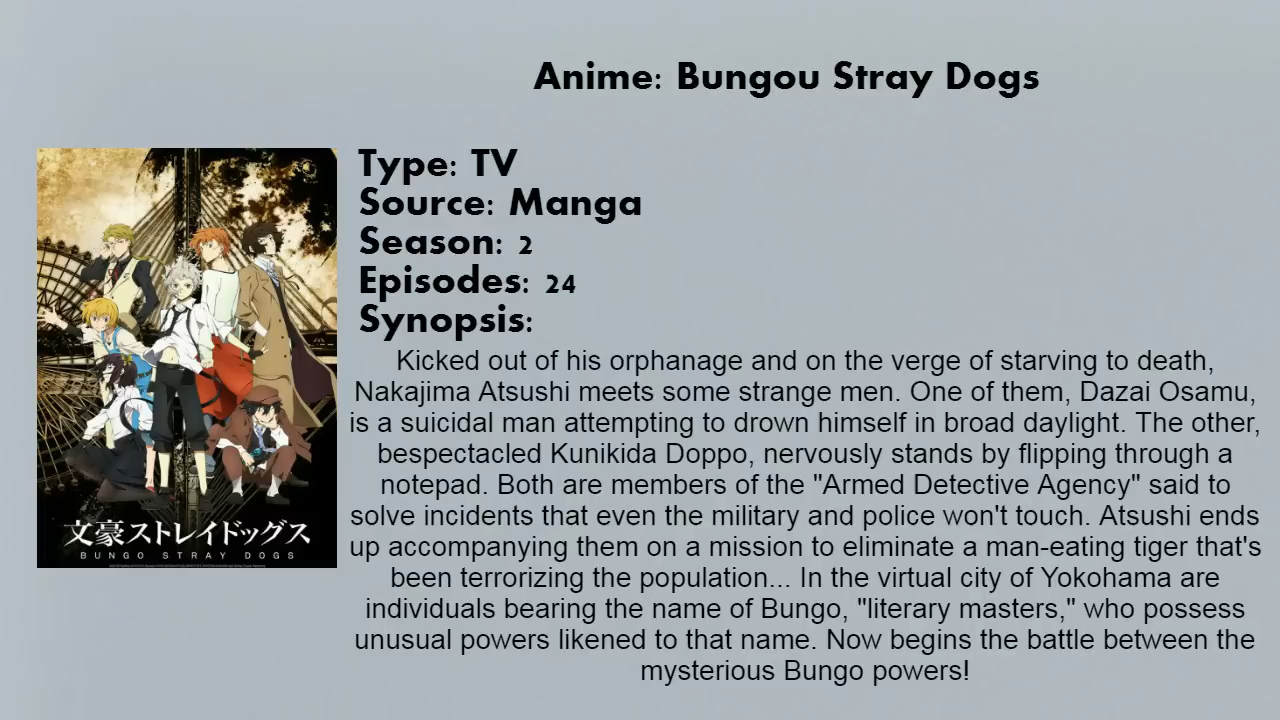 Anime: Bungou Stray Dogs
Type: TV
Source: Manga
Season: 2
Episodes: 24
Synopsis:
Kicked out of his orphanage and on the verge of starving to death,
Nakajima Atsushi meets some strange men. One of them, Dazai Osamu,
is a suicidal man attempting to drown himself in broad daylight. The other,
bespectacled Kunikida Doppo, nervously stands by flipping through a
notepad. Both are members of the "Armed Detective Agency" said to
solve incidents that even the military and police won't touch. Atsushi ends
up accompanying them on a mission to eliminate a man-eating tiger that's
been terrorizing the population... In the virtual city of Yokohama are
individuals bearing the name of Bungo, "literary masters," who possess
unusual powers likened to that name. Now begins the battle between the
mysterious Bungo powers!
文豪ストレイドッグス
BUNGO STRAY DOGS